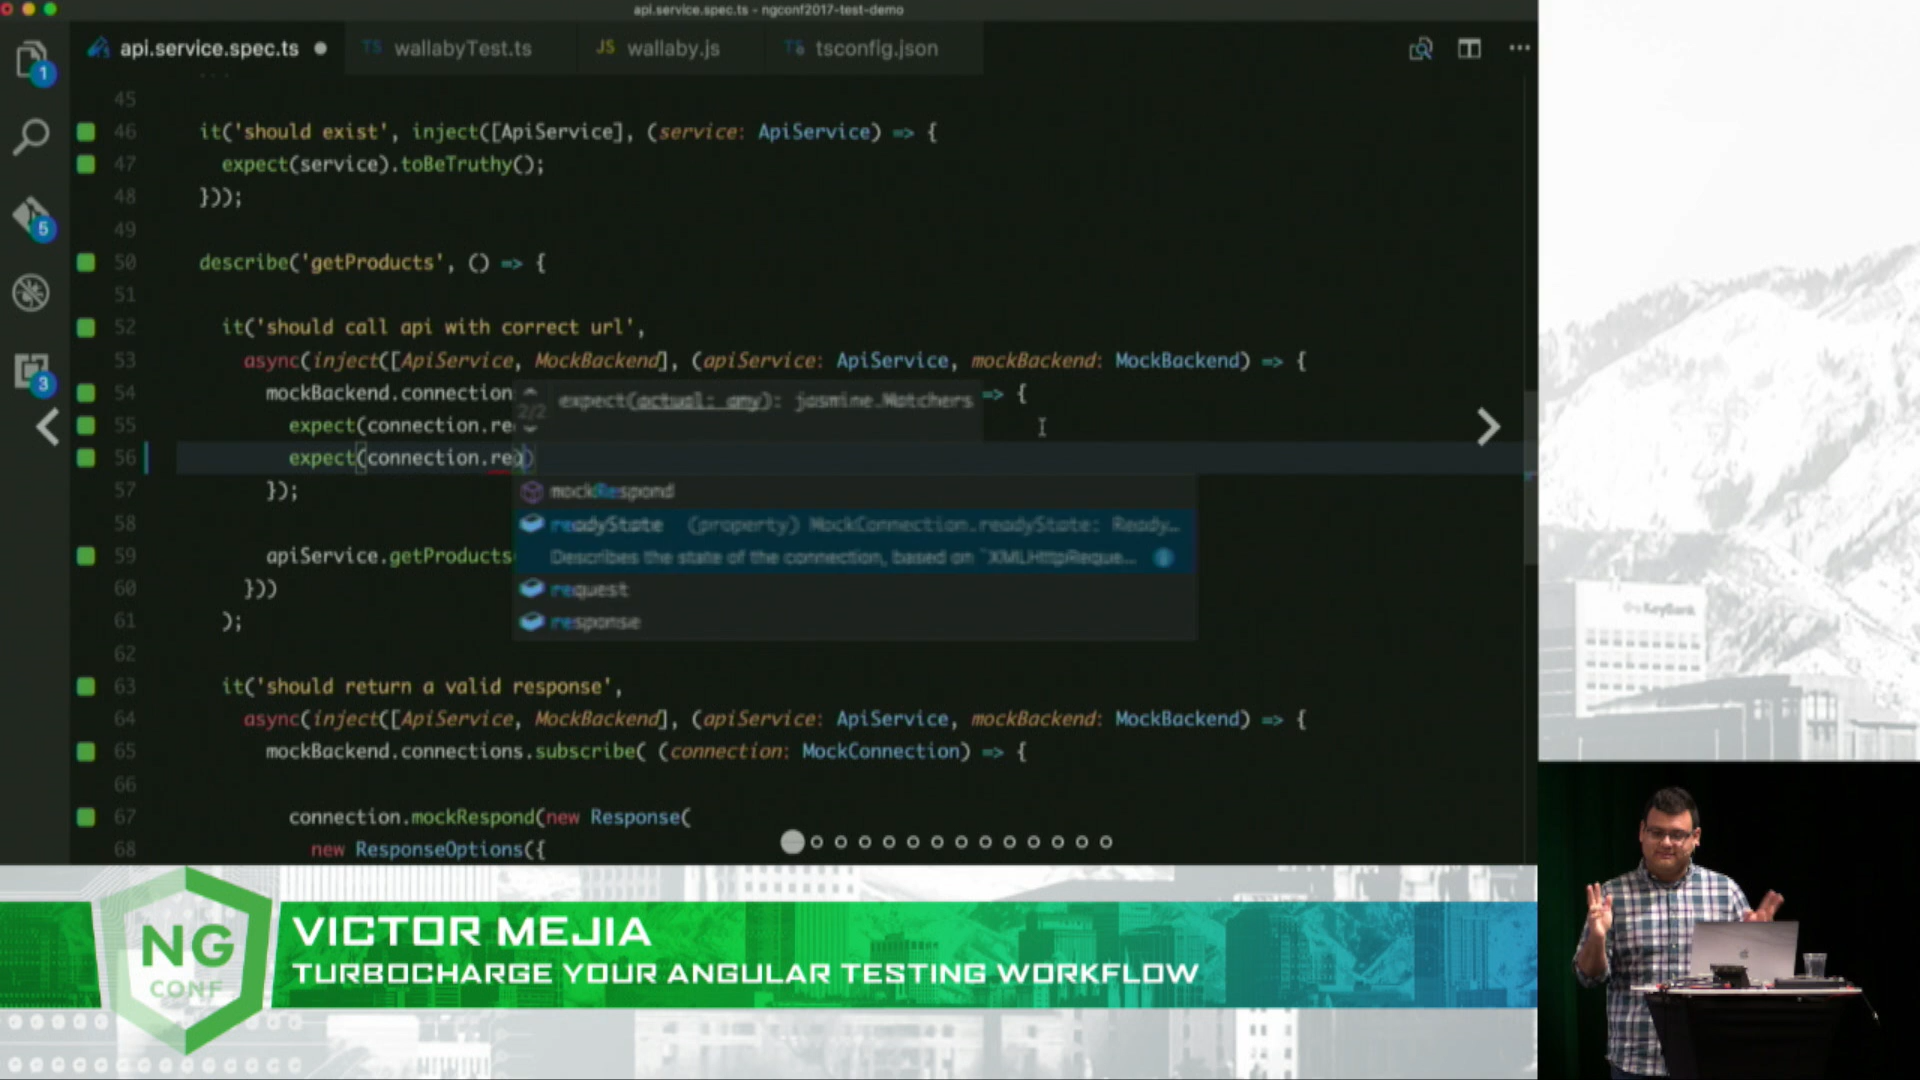 api.service.spec.ts - ngconf2017-test-demo
api.service.spec.ts
TS wallabyTest.ts
JS wallaby.js
TS tsconfig.json
1
5
3
45
46 it('should exist', inject([ApiService], (service: ApiService) => {
47 expect(service).toBeTruthy();
48 }));
49
50 describe('getProducts', () => {
51
52 it('should call api with correct url',
53 async(inject([ApiService, MockBackend], (apiService: ApiService, mockBackend: MockBackend) => {
54 mockBackend.connection => {
2/2 expect(actual: any): jasmine.Matchers
55 expect(connection.re
56 expect(connection.re)
mockRespond
readyState (property) MockConnection.readyState: Ready...
Describes the state of the connection, based on `XMLHttpReque...
request
response
57 });
58
59 apiService.getProducts
60 }))
61 );
62
63 it('should return a valid response',
64 async(inject([ApiService, MockBackend], (apiService: ApiService, mockBackend: MockBackend) => {
65 mockBackend.connections.subscribe( (connection: MockConnection) => {
66
67 connection.mockRespond(new Response(
68 new ResponseOptions({
KeyBank
NG
CONF
VICTOR MEJIA
TURBOCHARGE YOUR ANGULAR TESTING WORKFLOW